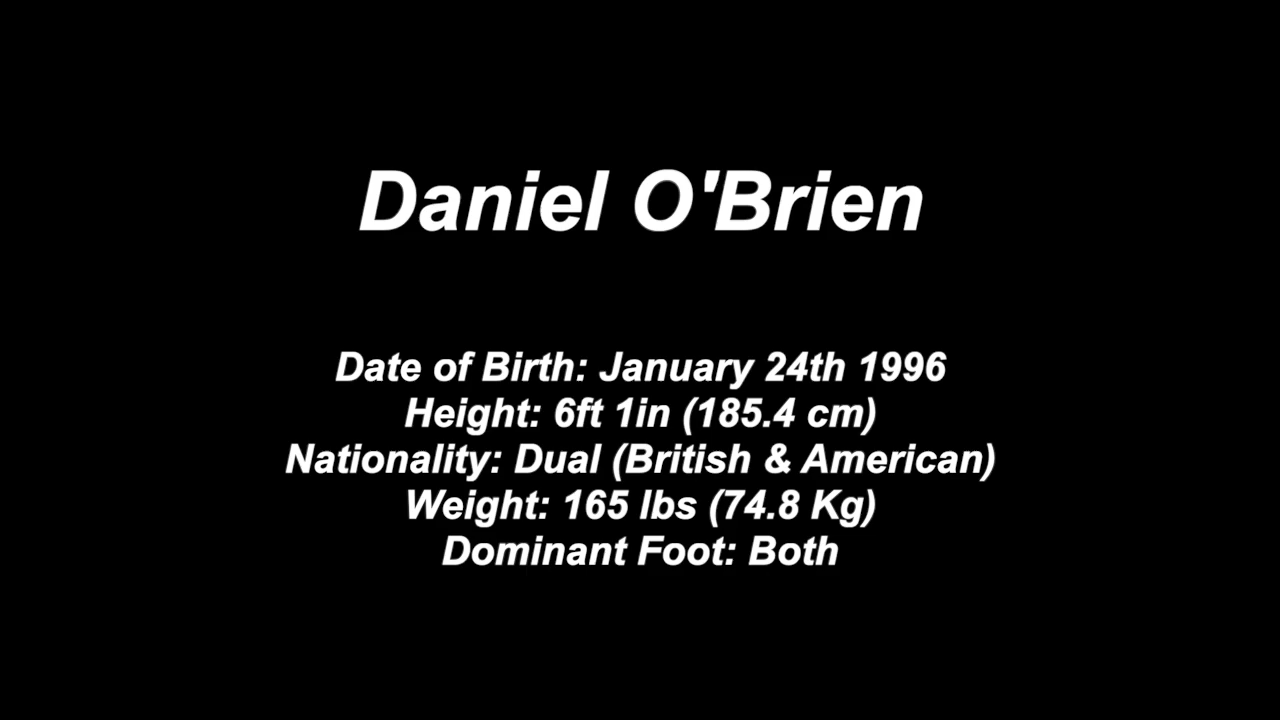 Daniel O'Brien
Date of Birth: January 24th 1996
Height: 6ft 1in (185.4 cm)
Nationality: Dual (British & American)
Weight: 165 lbs (74.8 Kg)
Dominant Foot: Both